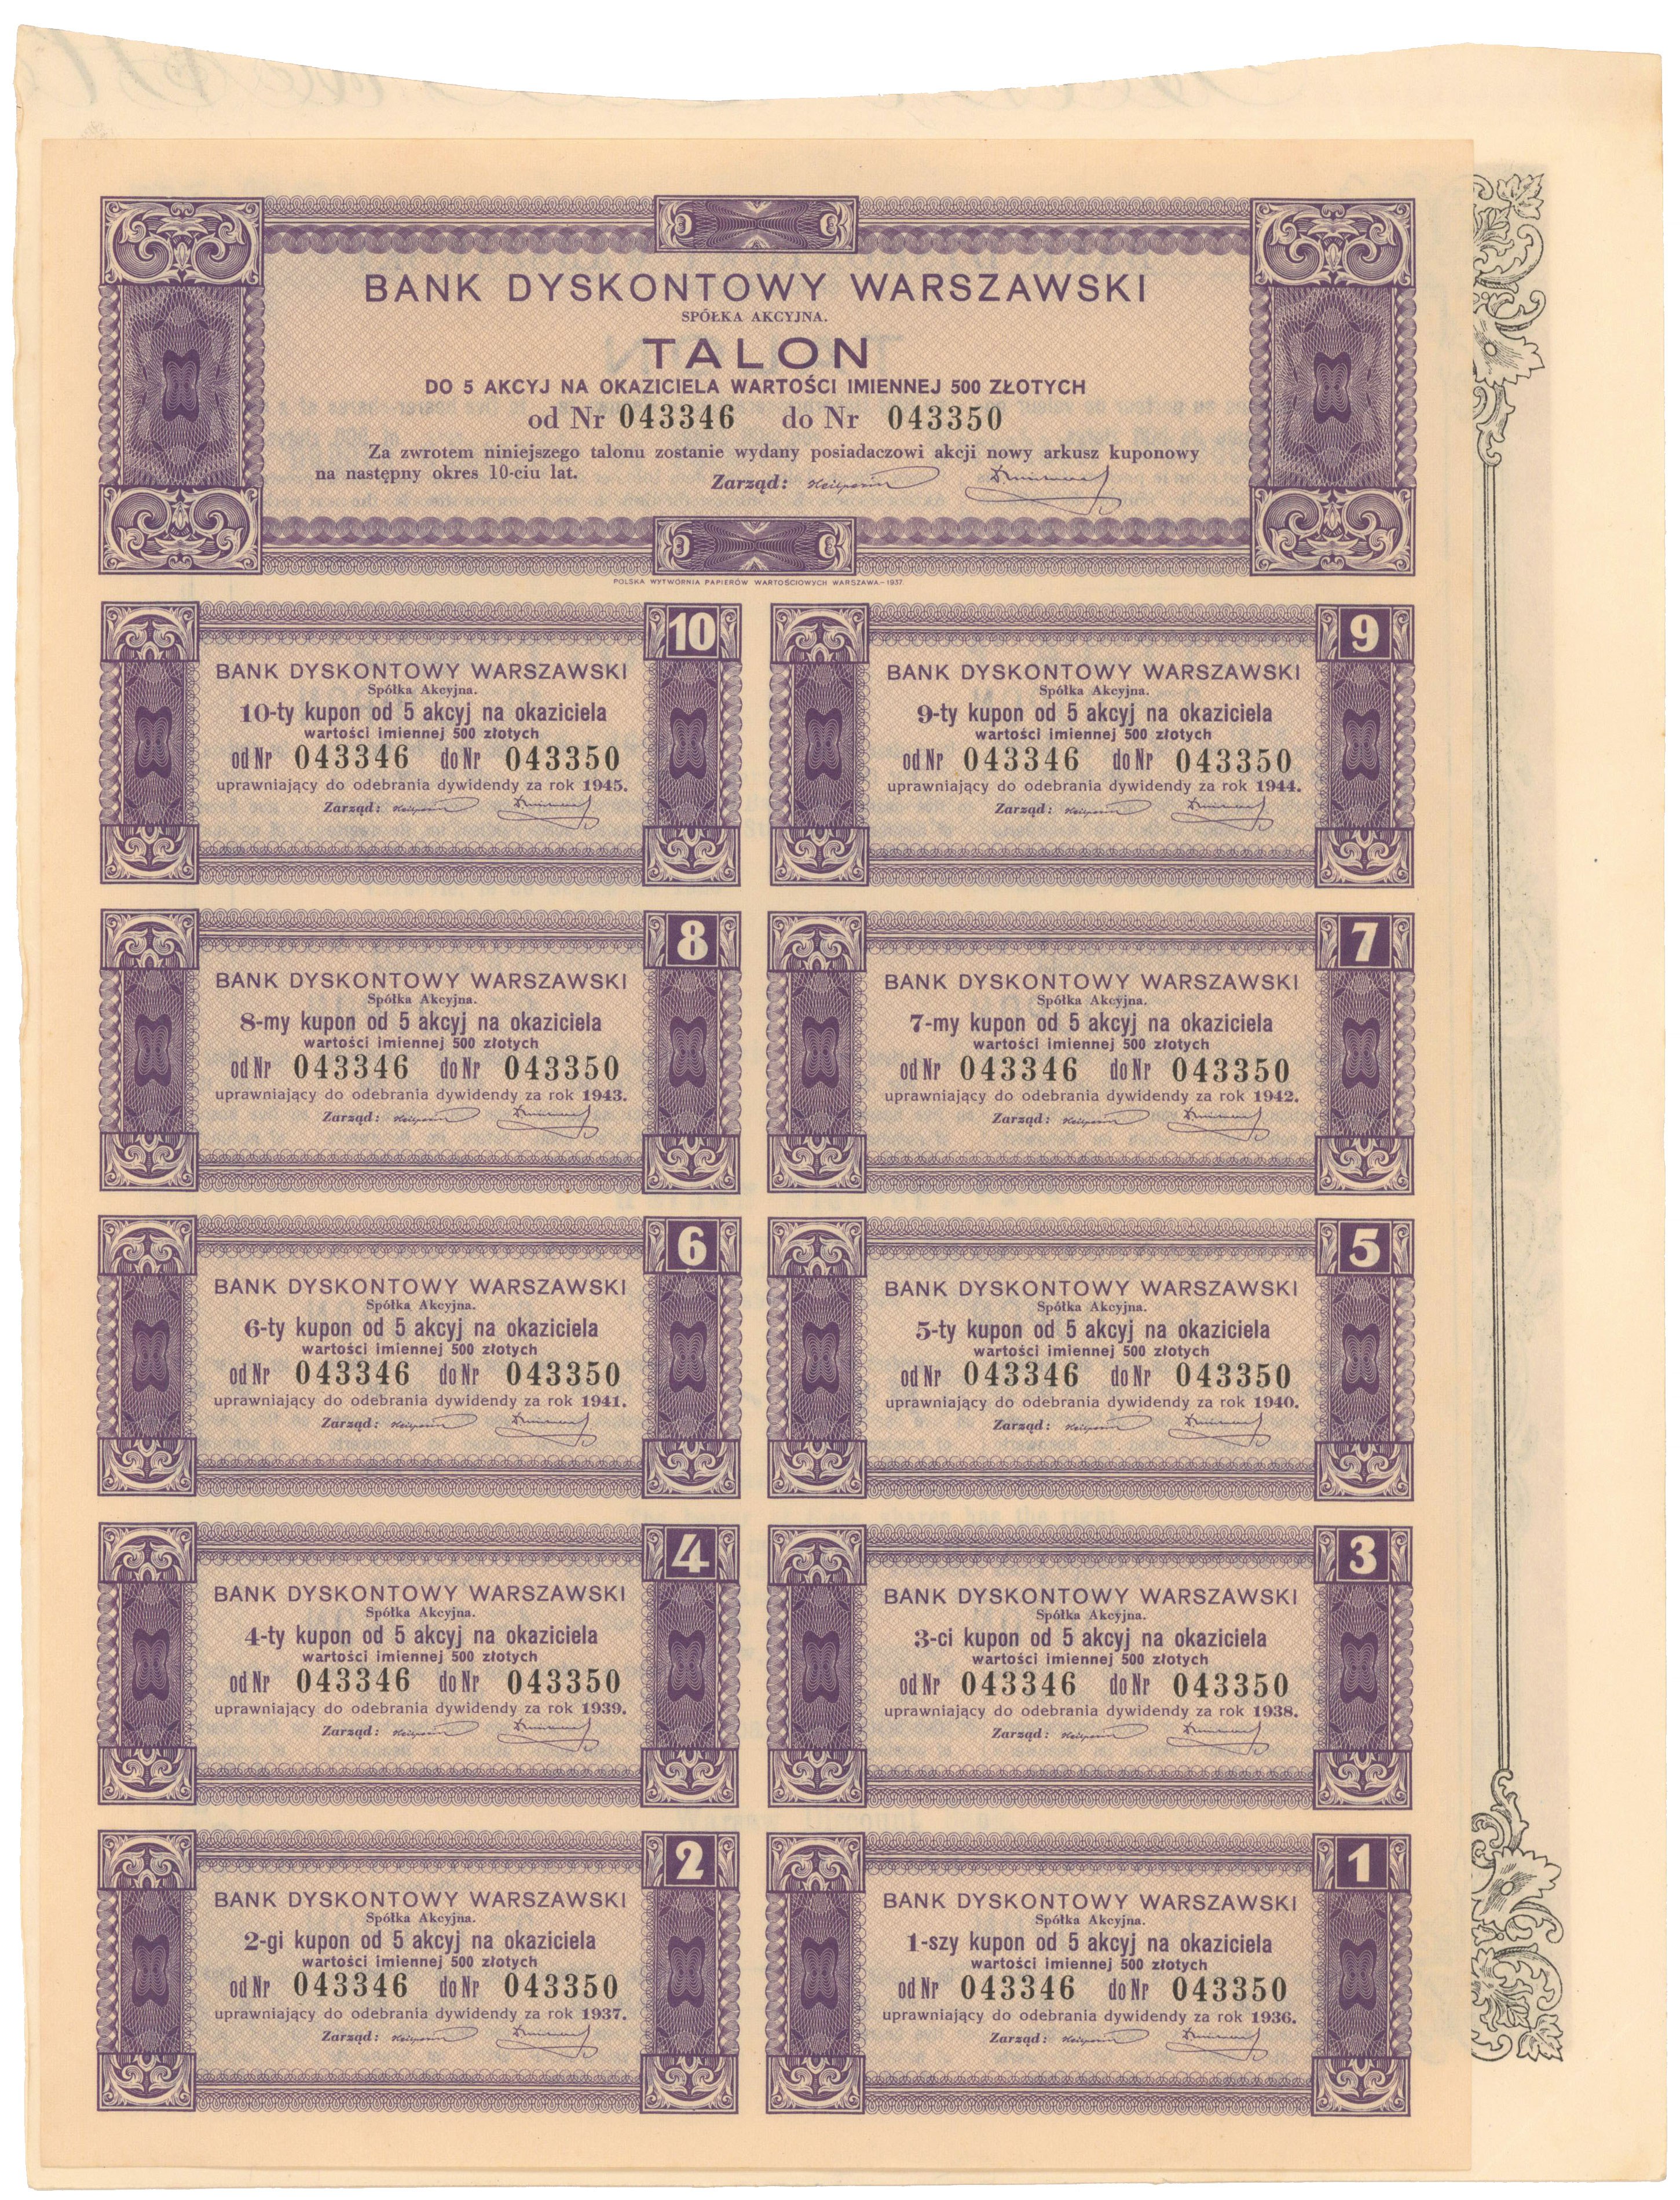 BANK DYSKONTOWY WARSZAWSKI
SPÓŁKA AKCYJNA.
TALON
DO 5 AKCYJ NA OKAZICIELA WARTOŚCI IMIENNEJ 500 ZŁOTYCH
od Nr 043346 do Nr 043350
Za zwrotem niniejszego talonu zostanie wydany posiadaczowi akcji nowy arkusz kuponowy
na następny okres 10-ciu lat. Zarząd:
POLSKA WYTWÓRNIA PAPIERÓW WARTOŚCIOWYCH WARSZAWA–1937
10
BANK DYSKONTOWY WARSZAWSKI
Spółka Akcyjna.
10-ty kupon od 5 akcyj na okaziciela
wartości imiennej 500 złotych
od Nr 043346 do Nr 043350
uprawniający do odebrania dywidendy za rok 1945.
Zarząd:
9
BANK DYSKONTOWY WARSZAWSKI
Spółka Akcyjna.
9-ty kupon od 5 akcyj na okaziciela
wartości imiennej 500 złotych
od Nr 043346 do Nr 043350
uprawniający do odebrania dywidendy za rok 1944.
Zarząd:
8
BANK DYSKONTOWY WARSZAWSKI
Spółka Akcyjna.
8-my kupon od 5 akcyj na okaziciela
wartości imiennej 500 złotych
od Nr 043346 do Nr 043350
uprawniający do odebrania dywidendy za rok 1943.
Zarząd:
7
BANK DYSKONTOWY WARSZAWSKI
Spółka Akcyjna.
7-my kupon od 5 akcyj na okaziciela
wartości imiennej 500 złotych
od Nr 043346 do Nr 043350
uprawniający do odebrania dywidendy za rok 1942.
Zarząd:
6
BANK DYSKONTOWY WARSZAWSKI
Spółka Akcyjna.
6-ty kupon od 5 akcyj na okaziciela
wartości imiennej 500 złotych
od Nr 043346 do Nr 043350
uprawniający do odebrania dywidendy za rok 1941.
Zarząd:
5
BANK DYSKONTOWY WARSZAWSKI
Spółka Akcyjna.
5-ty kupon od 5 akcyj na okaziciela
wartości imiennej 500 złotych
od Nr 043346 do Nr 043350
uprawniający do odebrania dywidendy za rok 1940.
Zarząd:
4
BANK DYSKONTOWY WARSZAWSKI
Spółka Akcyjna.
4-ty kupon od 5 akcyj na okaziciela
wartości imiennej 500 złotych
od Nr 043346 do Nr 043350
uprawniający do odebrania dywidendy za rok 1939.
Zarząd:
3
BANK DYSKONTOWY WARSZAWSKI
Spółka Akcyjna.
3-ci kupon od 5 akcyj na okaziciela
wartości imiennej 500 złotych
od Nr 043346 do Nr 043350
uprawniający do odebrania dywidendy za rok 1938.
Zarząd:
2
BANK DYSKONTOWY WARSZAWSKI
Spółka Akcyjna.
2-gi kupon od 5 akcyj na okaziciela
wartości imiennej 500 złotych
od Nr 043346 do Nr 043350
uprawniający do odebrania dywidendy za rok 1937.
Zarząd:
1
BANK DYSKONTOWY WARSZAWSKI
Spółka Akcyjna.
1-szy kupon od 5 akcyj na okaziciela
wartości imiennej 500 złotych
od Nr 043346 do Nr 043350
uprawniający do odebrania dywidendy za rok 1936.
Zarząd: